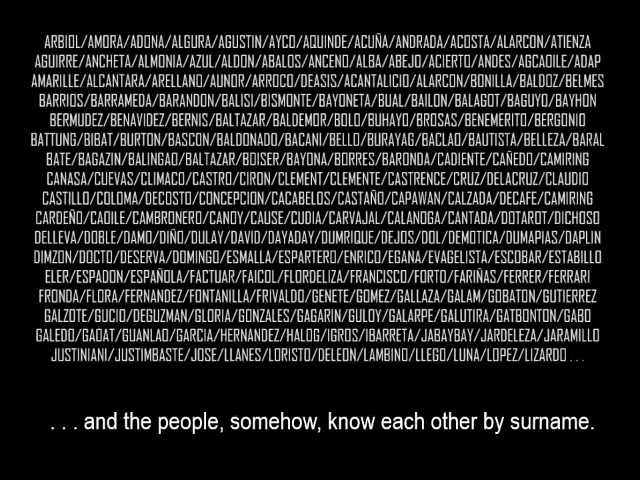 ARBIOL/AMORA/ADONA/ALGURA/AGUSTIN/AYCO/AQUINDE/ACUÑA/ANDRADA/ACOSTA/ALARCON/ATIENZA
AGUIRRE/ANCHETA/ALMONIA/AZUL/ALDON/ABALOS/ANCENO/ALBA/ABEJO/ACIERTO/ANDES/AGCAOILE/ADAP
AMARILLE/ALCANTARA/ARELLANO/AUNOR/ARROCO/DEASIS/ACANTALICIO/ALARCON/BONILLA/BALDOZ/BELMES
BARRIOS/BARRAMEDA/BARANDON/BALISI/BISMONTE/BAYONETA/BUAL/BAILON/BALAGOT/BAGUYO/BAYHON
BERMUDEZ/BENAVIDEZ/BERNIS/BALTAZAR/BALDEMOR/BOLO/BUHAYO/BROSAS/BENEMERITO/BERGONIO
BATTUNG/BIBAT/BURTON/BASCON/BALDONADO/BACANI/BELLO/BURAYAG/BACLAO/BAUTISTA/BELLEZA/BARAL
BATE/BAGAZIN/BALINGAO/BALTAZAR/BOISER/BAYONA/BORRES/BARONDA/CADIENTE/CAÑEDO/CAMIRING
CANASA/CUEVAS/CLIMACO/CASTRO/CIRON/CLEMENT/CLEMENTE/CASTRENCE/CRUZ/DELACRUZ/CLAUDIO
CASTILLO/COLOMA/DECOSTO/CONCEPCION/CACABELOS/CASTAÑO/CAPAWAN/CALZADA/DECAFE/CAMIRING
CARDEÑO/CAOILE/CAMBRONERO/CANOY/CAUSE/CUDIA/CARVAJAL/CALANOGA/CANTADA/DOTAROT/DICHOSO
DELLEVA/DOBLE/DAMO/DIÑO/DULAY/DAVID/DAYADAY/DUMRIQUE/DEJOS/DOL/DEMOTICA/DUMAPIAS/DAPLIN
DIMZON/DOCTO/DESERVA/DOMINGO/ESMALLA/ESPARTERO/ENRICO/EGANA/EVAGELISTA/ESCOBAR/ESTABILLO
ELER/ESPADON/ESPAÑOLA/FACTUAR/FAICOL/FLORDELIZA/FRANCISCO/FORTO/FARIÑAS/FERRER/FERRARI
FRONDA/FLORA/FERNANDEZ/FONTANILLA/FRIVALDO/GENETE/GOMEZ/GALLAZA/GALAM/GOBATON/GUTIERREZ
GALZOTE/GUCIO/DEGUZMAN/GLORIA/GONZALES/GAGARIN/GULOY/GALARPE/GALUTIRA/GATBONTON/GABO
GALEDO/GAOAT/GUANLAO/GARCIA/HERNANDEZ/HALOG/IGROS/IBARRETA/JABAYBAY/JARDELEZA/JARAMILLO
JUSTINIANI/JUSTIMBASTE/JOSE/LLANES/LORISTO/DELEON/LAMBINO/LLEGO/LUNA/LOPEZ/LIZARDO . . .
. . . and the people, somehow, know each other by surname.